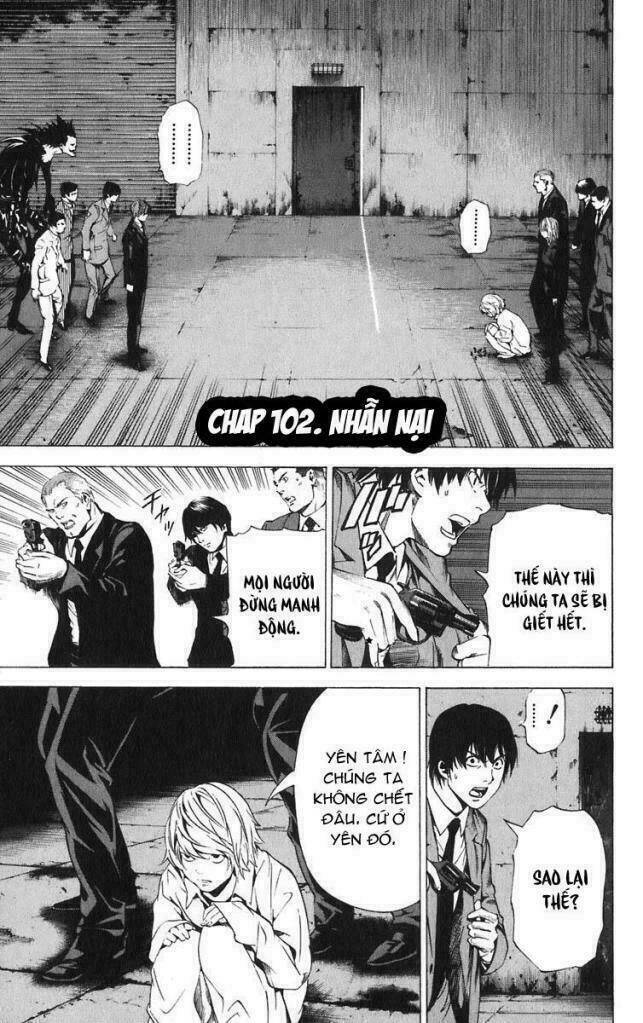 CHAP 102. NHẪN NẠI
THẾ NÀY THÌ
CHÚNG TA SẼ BỊ
GIẾT HẾT.
MỌI NGƯỜI
ĐỪNG MANH
ĐỘNG.
...!
SAO LẠI
THẾ?
YÊN TÂM !
CHÚNG TA
KHÔNG CHẾT
ĐÂU. CỨ Ở
YÊN ĐÓ.